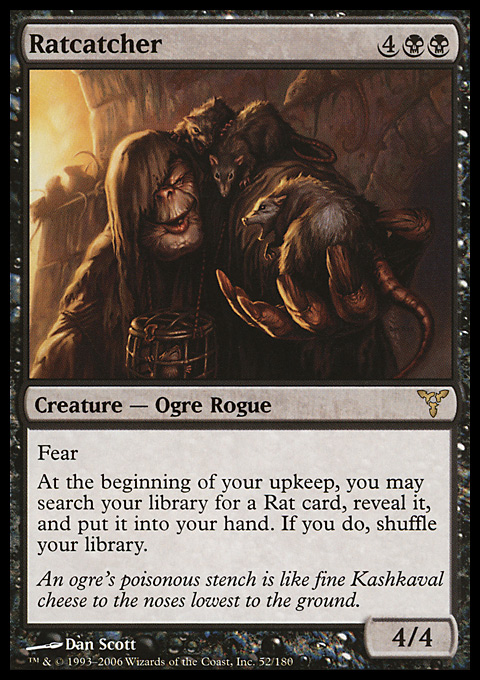 Ratcatcher 4
Creature — Ogre Rogue
Fear
At the beginning of your upkeep, you may
search your library for a Rat card, reveal it,
and put it into your hand. If you do, shuffle
your library.
An ogre's poisonous stench is like fine Kashkaval
cheese to the noses lowest to the ground.
4/4
Dan Scott
™ & © 1993–2006 Wizards of the Coast, Inc. 52/180